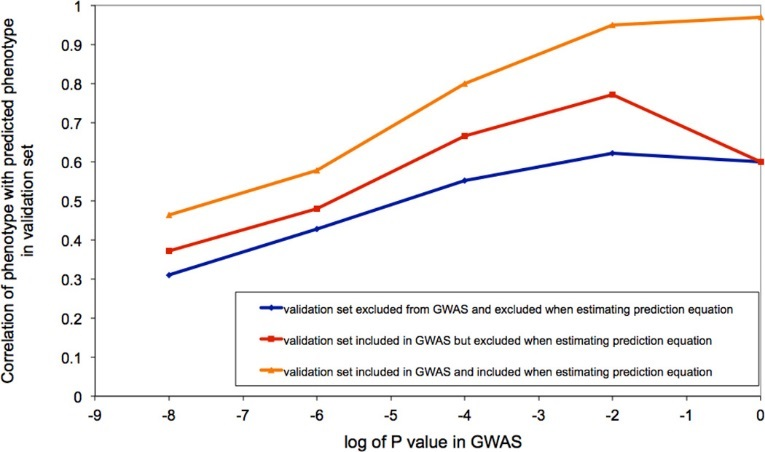 Correlation of phenotype with predicted phenotype
in validation set
1
0.9
0.8
0.7
0.6
0.5
0.4
0.3
0.2
0.1
0
validation set excluded from GWAS and excluded when estimating prediction equation
validation set included in GWAS but excluded when estimating prediction equation
validation set included in GWAS and included when estimating prediction equation
-9 -8 -7 -6 -5 -4 -3 -2 -1 0
log of P value in GWAS